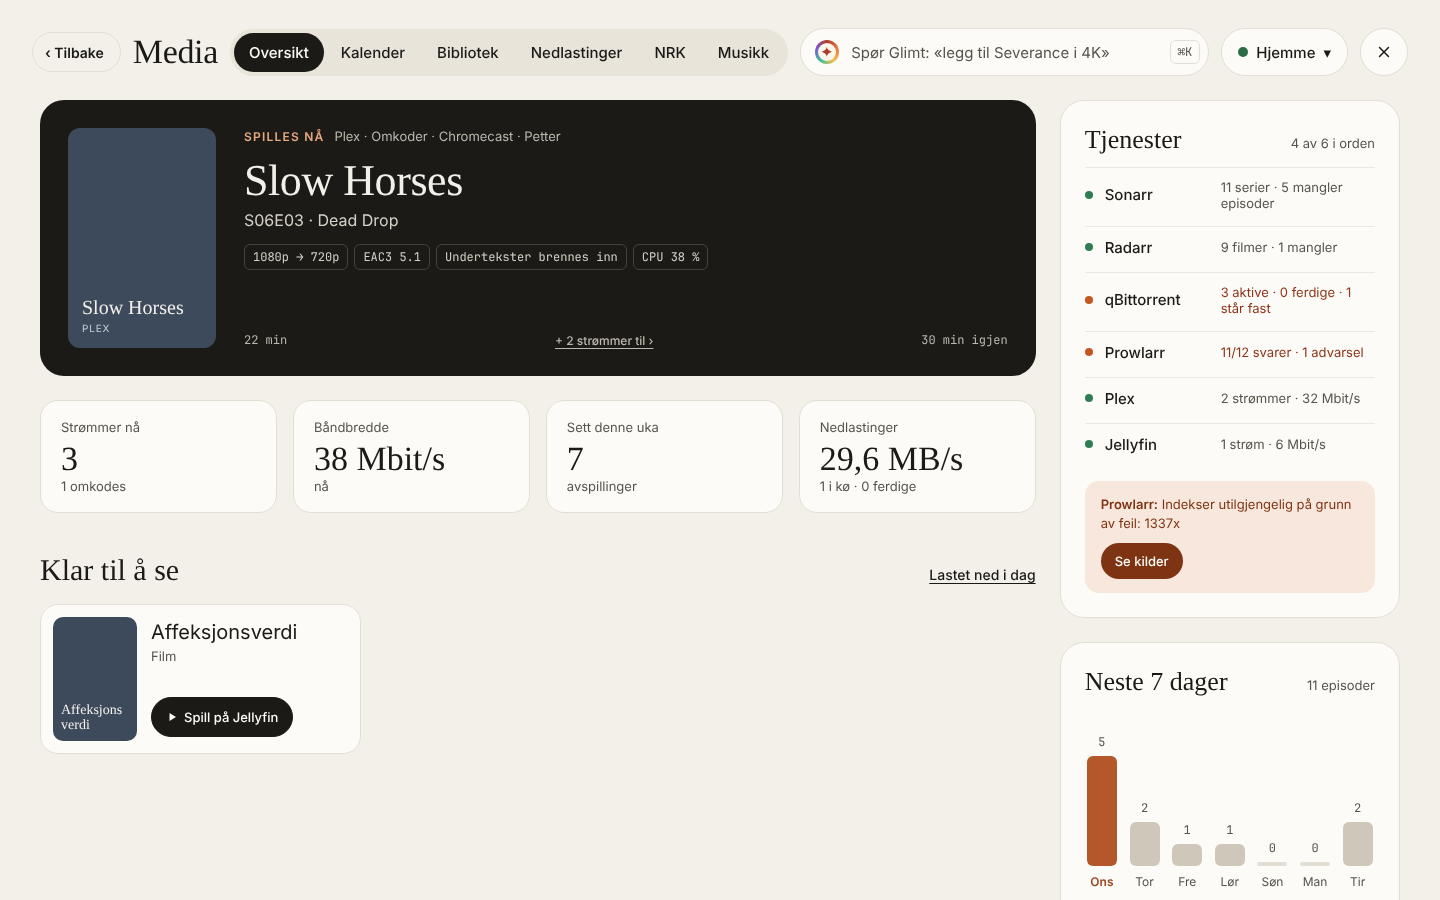 ‹ Tilbake
Media
Oversikt
Kalender
Bibliotek
Nedlastinger
NRK
Musikk
Spør Glimt: «legg til Severance i 4K»
⌘K
Hjemme ▾
×
SPILLES NÅ Plex · Omkoder · Chromecast · Petter
Slow Horses
S06E03 · Dead Drop
1080p → 720p
EAC3 5.1
Undertekster brennes inn
CPU 38 %
Slow Horses
PLEX
22 min
+ 2 strømmer til ›
30 min igjen
Strømmer nå
3
1 omkodes
Båndbredde
38 Mbit/s
nå
Sett denne uka
7
avspillinger
Nedlastinger
29,6 MB/s
1 i kø · 0 ferdige
Klar til å se
Lastet ned i dag
Affeksjons
verdi
Affeksjonsverdi
Film
Spill på Jellyfin
Tjenester
4 av 6 i orden
Sonarr
11 serier · 5 mangler
episoder
Radarr
9 filmer · 1 mangler
qBittorrent
3 aktive · 0 ferdige · 1
står fast
Prowlarr
11/12 svarer · 1 advarsel
Plex
2 strømmer · 32 Mbit/s
Jellyfin
1 strøm · 6 Mbit/s
Prowlarr: Indekser utilgjengelig på grunn
av feil: 1337x
Se kilder
Neste 7 dager
11 episoder
5
2
1
1
0
0
2
Ons
Tor
Fre
Lør
Søn
Man
Tir